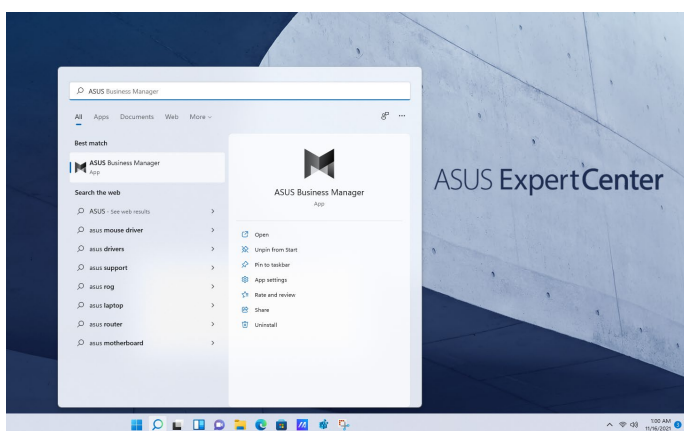 ASUS Business Manager
All Apps Documents Web More
Best match
ASUS Business Manager
App
Search the web
ASUS - See web results
asus mouse driver
asus drivers
asus support
asus rog
asus laptop
asus router
asus motherboard
ASUS Business Manager
App
Open
Unpin from Start
Pin to taskbar
App settings
Rate and review
Share
Uninstall
ASUS ExpertCenter
1:00 AM
11/16/2021